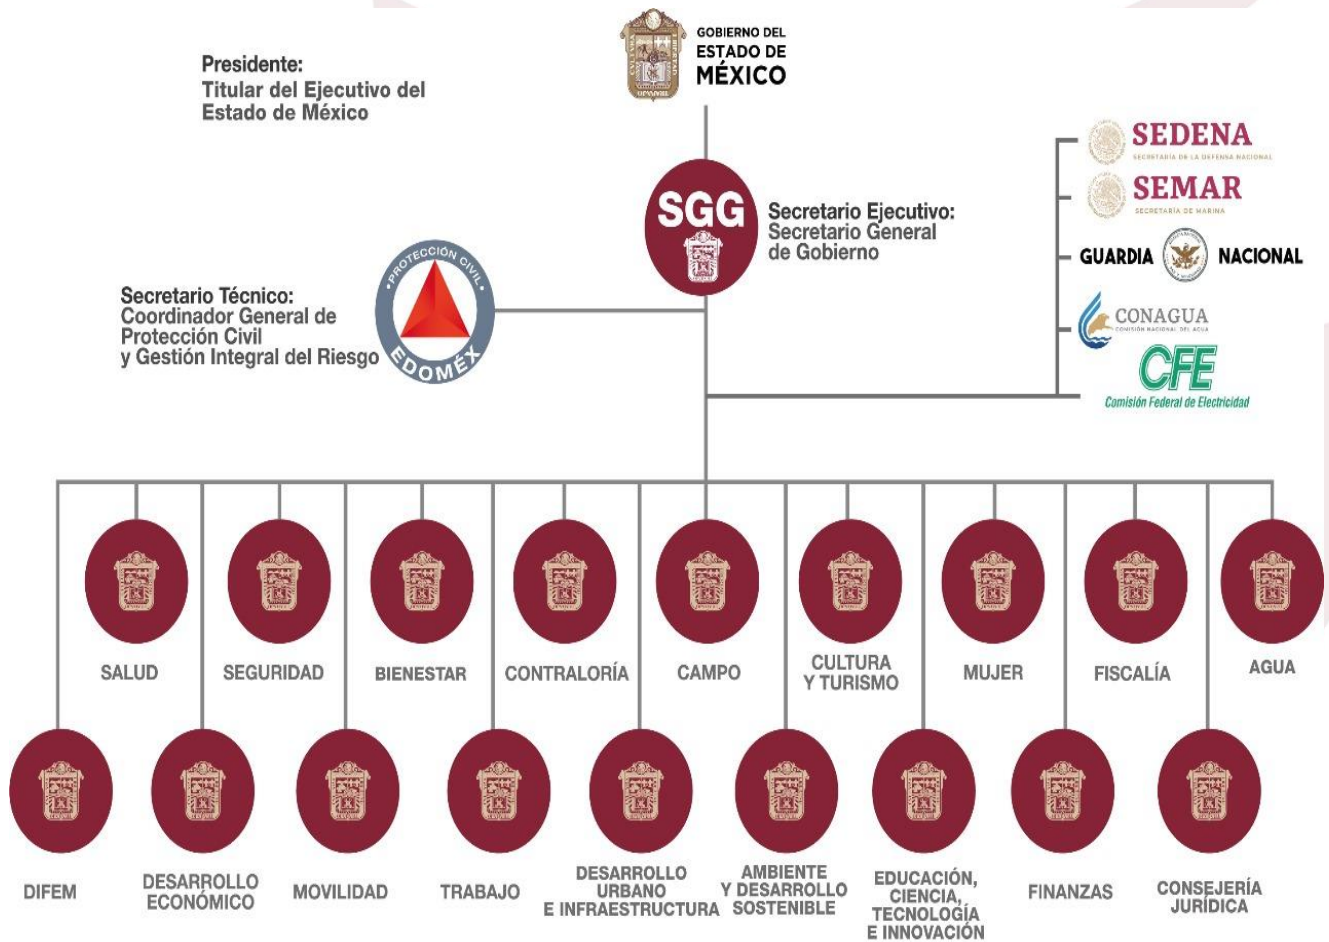 GOBIERNO DEL
ESTADO DE
MÉXICO
Presidente:
Titular del Ejecutivo del
Estado de México
SEDENA
SECRETARÍA DE LA DEFENSA NACIONAL
SEMAR
SECRETARÍA DE MARINA
GUARDIA NACIONAL
CONAGUA
COMISIÓN NACIONAL DEL AGUA
CFE
Comisión Federal de Electricidad
SGG
Secretario Ejecutivo:
Secretario General
de Gobierno
Secretario Técnico:
Coordinador General de
Protección Civil
y Gestión Integral del Riesgo
PROTECCIÓN CIVIL
EDOMÉX
SALUD
SEGURIDAD
BIENESTAR
CONTRALORÍA
CAMPO
CULTURA
Y TURISMO
MUJER
FISCALÍA
AGUA
DIFEM
DESARROLLO
ECONÓMICO
MOVILIDAD
TRABAJO
DESARROLLO
URBANO
E INFRAESTRUCTURA
AMBIENTE
Y DESARROLLO
SOSTENIBLE
EDUCACIÓN,
CIENCIA,
TECNOLOGÍA
E INNOVACIÓN
FINANZAS
CONSEJERÍA
JURÍDICA